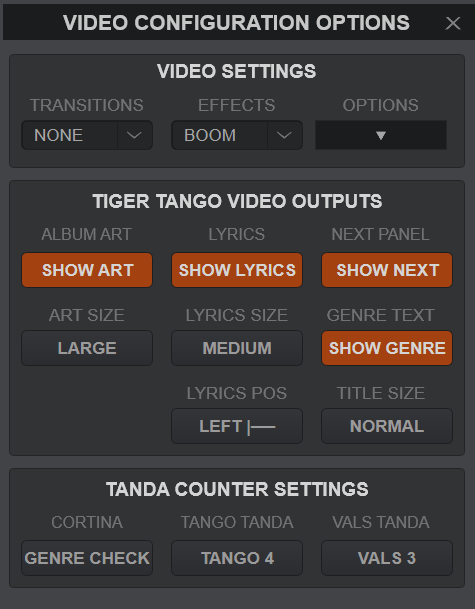 VIDEO CONFIGURATION OPTIONS
VIDEO SETTINGS
TRANSITIONS EFFECTS OPTIONS
NONE BOOM
TIGER TANGO VIDEO OUTPUTS
ALBUM ART LYRICS NEXT PANEL
SHOW ART SHOW LYRICS SHOW NEXT
ART SIZE LYRICS SIZE GENRE TEXT
LARGE MEDIUM SHOW GENRE
LYRICS POS TITLE SIZE
LEFT |── NORMAL
TANDA COUNTER SETTINGS
CORTINA TANGO TANDA VALS TANDA
GENRE CHECK TANGO 4 VALS 3